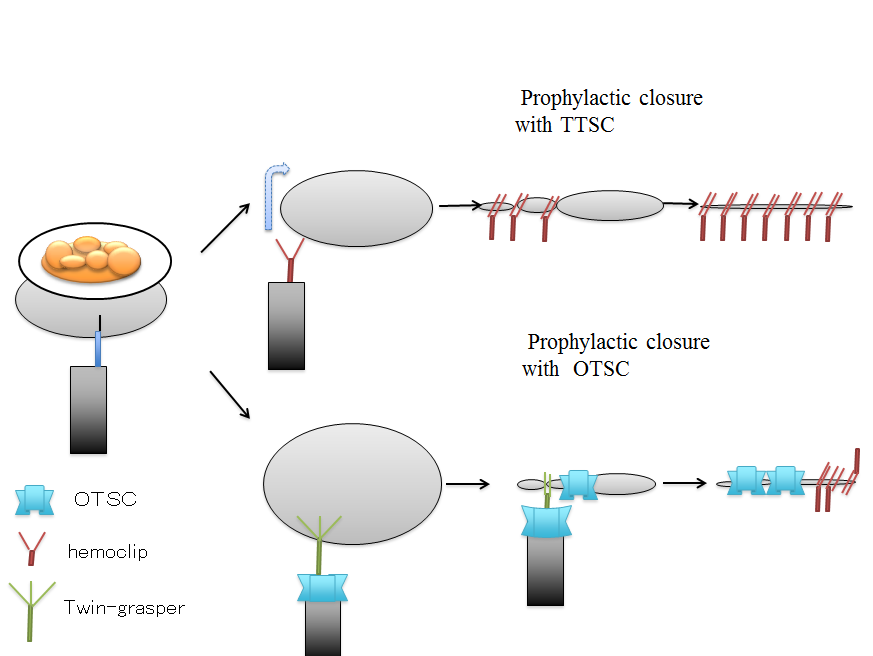 Prophylactic closure
with TTSC
Prophylactic closure
with OTSC
OTSC
hemoclip
Twin-grasper